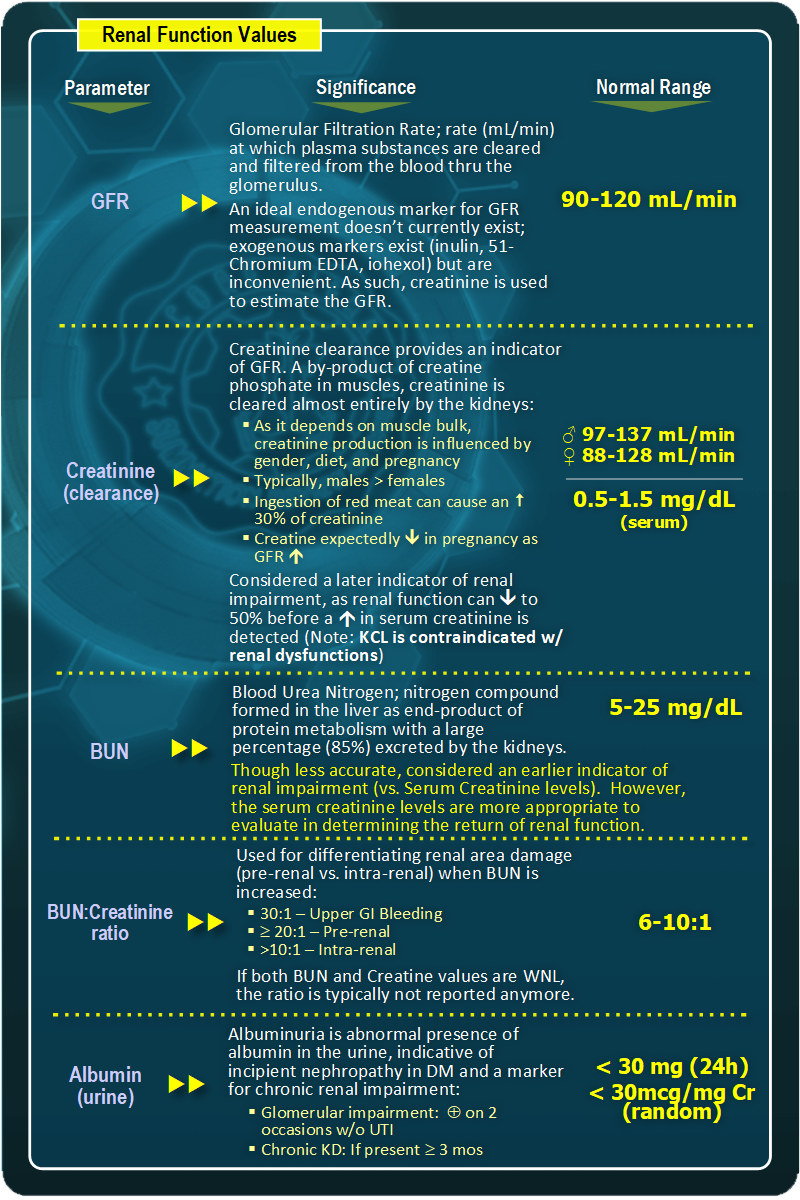 Renal Function Values
Parameter
Significance
Normal Range
GFR
Glomerular Filtration Rate; rate (mL/min)
at which plasma substances are cleared
and filtered from the blood thru the
glomerulus.
An ideal endogenous marker for GFR
measurement doesn't currently exist;
exogenous markers exist (inulin, 51-
Chromium EDTA, iohexol) but are
inconvenient. As such, creatinine is used
to estimate the GFR.
90-120 mL/min
Creatinine
(clearance)
Creatinine clearance provides an indicator
of GFR. A by-product of creatine
phosphate in muscles, creatinine is
cleared almost entirely by the kidneys:
▪ As it depends on muscle bulk,
creatinine production is influenced by
gender, diet, and pregnancy
▪ Typically, males > females
▪ Ingestion of red meat can cause an ↑
30% of creatinine
▪ Creatine expectedly ↓ in pregnancy as
GFR ↑
Considered a later indicator of renal
impairment, as renal function can ↓ to
50% before a ↑ in serum creatinine is
detected (Note: KCL is contraindicated w/
renal dysfunctions)
♂ 97-137 mL/min
♀ 88-128 mL/min
0.5-1.5 mg/dL
(serum)
BUN
Blood Urea Nitrogen; nitrogen compound
formed in the liver as end-product of
protein metabolism with a large
percentage (85%) excreted by the kidneys.
Though less accurate, considered an earlier indicator of
renal impairment (vs. Serum Creatinine levels). However,
the serum creatinine levels are more appropriate to
evaluate in determining the return of renal function.
5-25 mg/dL
BUN:Creatinine
ratio
Used for differentiating renal area damage
(pre-renal vs. intra-renal) when BUN is
increased:
▪ 30:1 – Upper GI Bleeding
▪ ≥ 20:1 – Pre-renal
▪ >10:1 – Intra-renal
If both BUN and Creatine values are WNL,
the ratio is typically not reported anymore.
6-10:1
Albumin
(urine)
Albuminuria is abnormal presence of
albumin in the urine, indicative of
incipient nephropathy in DM and a marker
for chronic renal impairment:
▪ Glomerular impairment: ⊕ on 2
occasions w/o UTI
▪ Chronic KD: If present ≥ 3 mos
< 30 mg (24h)
< 30mcg/mg Cr
(random)